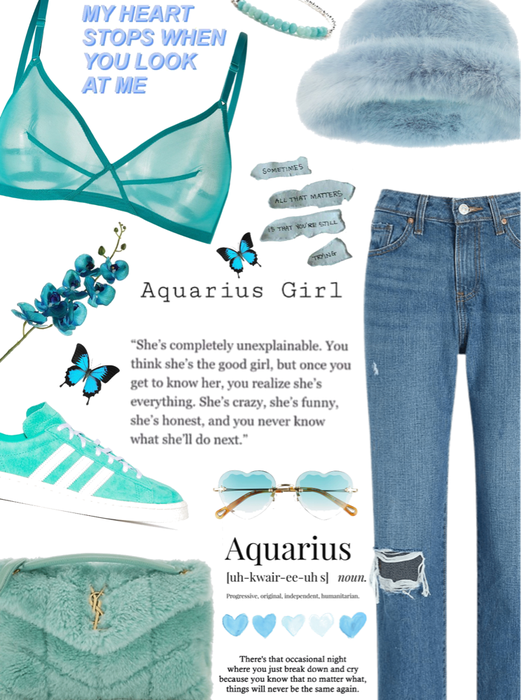 MY HEART
STOPS WHEN
YOU LOOK
AT ME
SOMETIMES
ALL THAT MATTERS
IS THAT YOU'RE STILL
TRYING
Aquarius Girl
“She’s completely unexplainable. You
think she’s the good girl, but once you
get to know her, you realize she’s
everything. She’s crazy, she’s funny,
she’s honest, and you never know
what she’ll do next.”
Aquarius
[uh-kwair-ee-uh s] noun.
Progressive, original, independent, humanitarian.
There's that occasional night
where you just break down and cry
because you know that no matter what,
things will never be the same again.
YSL